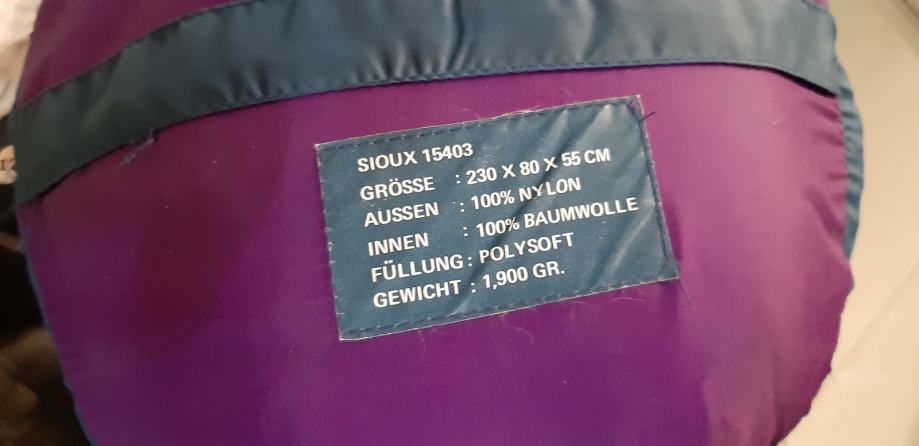 SIOUX 15403
GRÖSSE : 230 X 80 X 55 CM
AUSSEN : 100% NYLON
INNEN : 100% BAUMWOLLE
FÜLLUNG : POLYSOFT
GEWICHT : 1,900 GR.